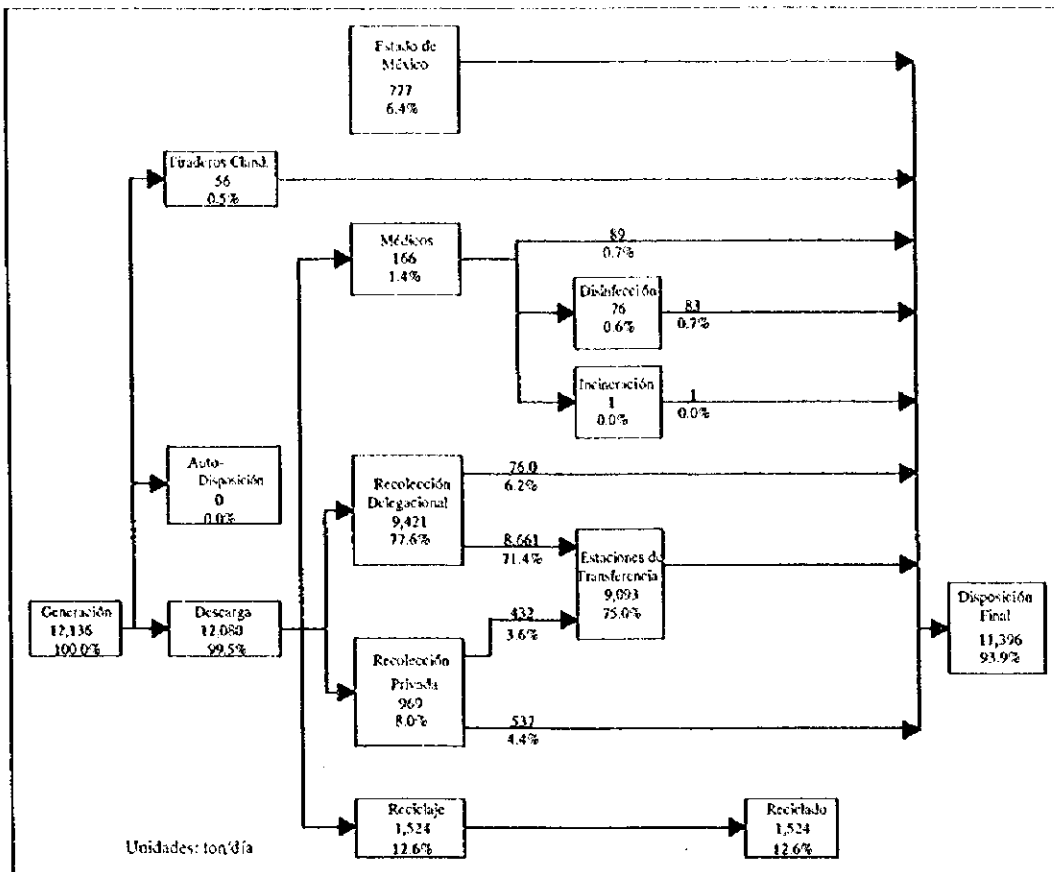 Estado de
México
777
6.4%
Tiraderos Cland.
56
0.5%
Médicos
166
1.4%
89
0.7%
Disinfección
76
0.6%
83
0.7%
Incineración
1
0.0%
1
0.0%
Auto-
Disposición
0
0.0%
Recolección
Delegacional
9,421
77.6%
76.0
6.2%
8,661
71.4%
Estaciones de
Transferencia
9,093
75.0%
Generación
12,136
100.0%
Descarga
12,080
99.5%
432
3.6%
Recolección
Privada
969
8.0%
537
4.4%
Disposición
Final
11,396
93.9%
Reciclaje
1,524
12.6%
Reciclado
1,524
12.6%
Unidades: ton/día